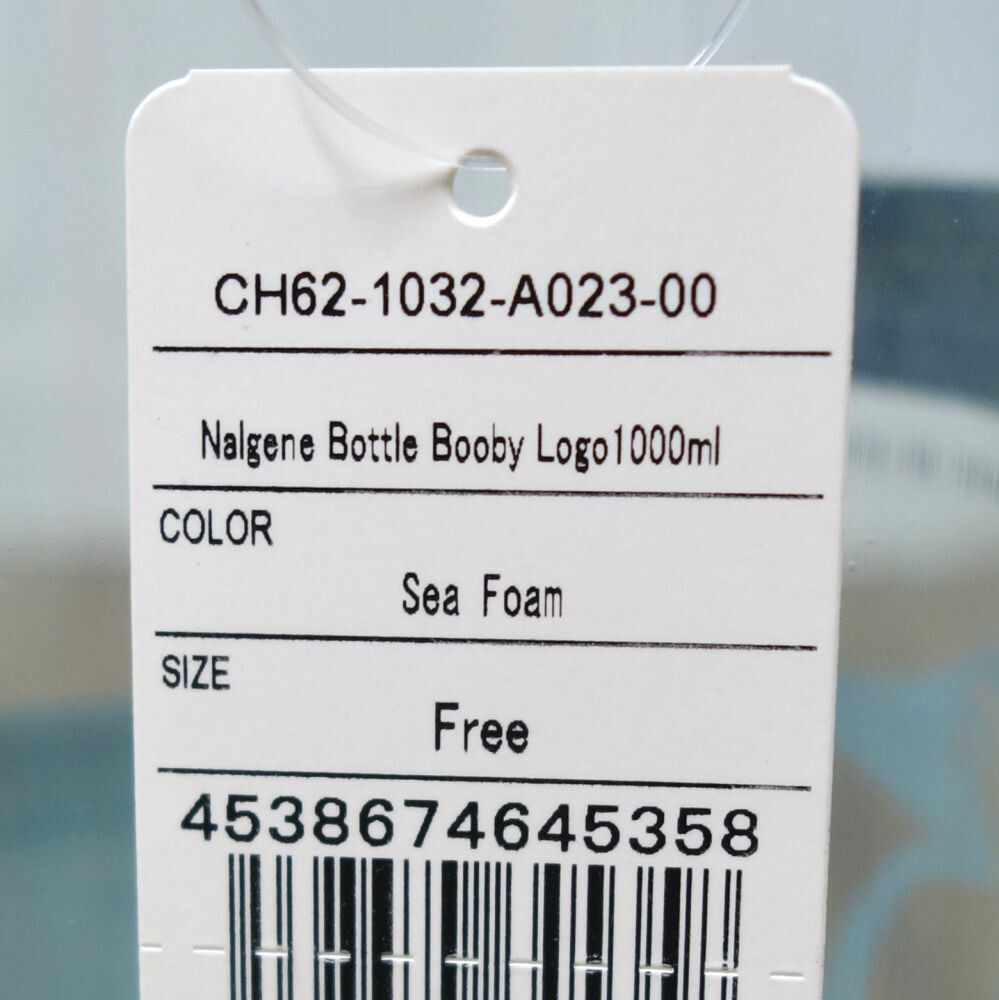 CH62-1032-A023-00
Nalgene Bottle Booby Logo1000ml
COLOR
Sea Foam
SIZE
Free
4538674645358